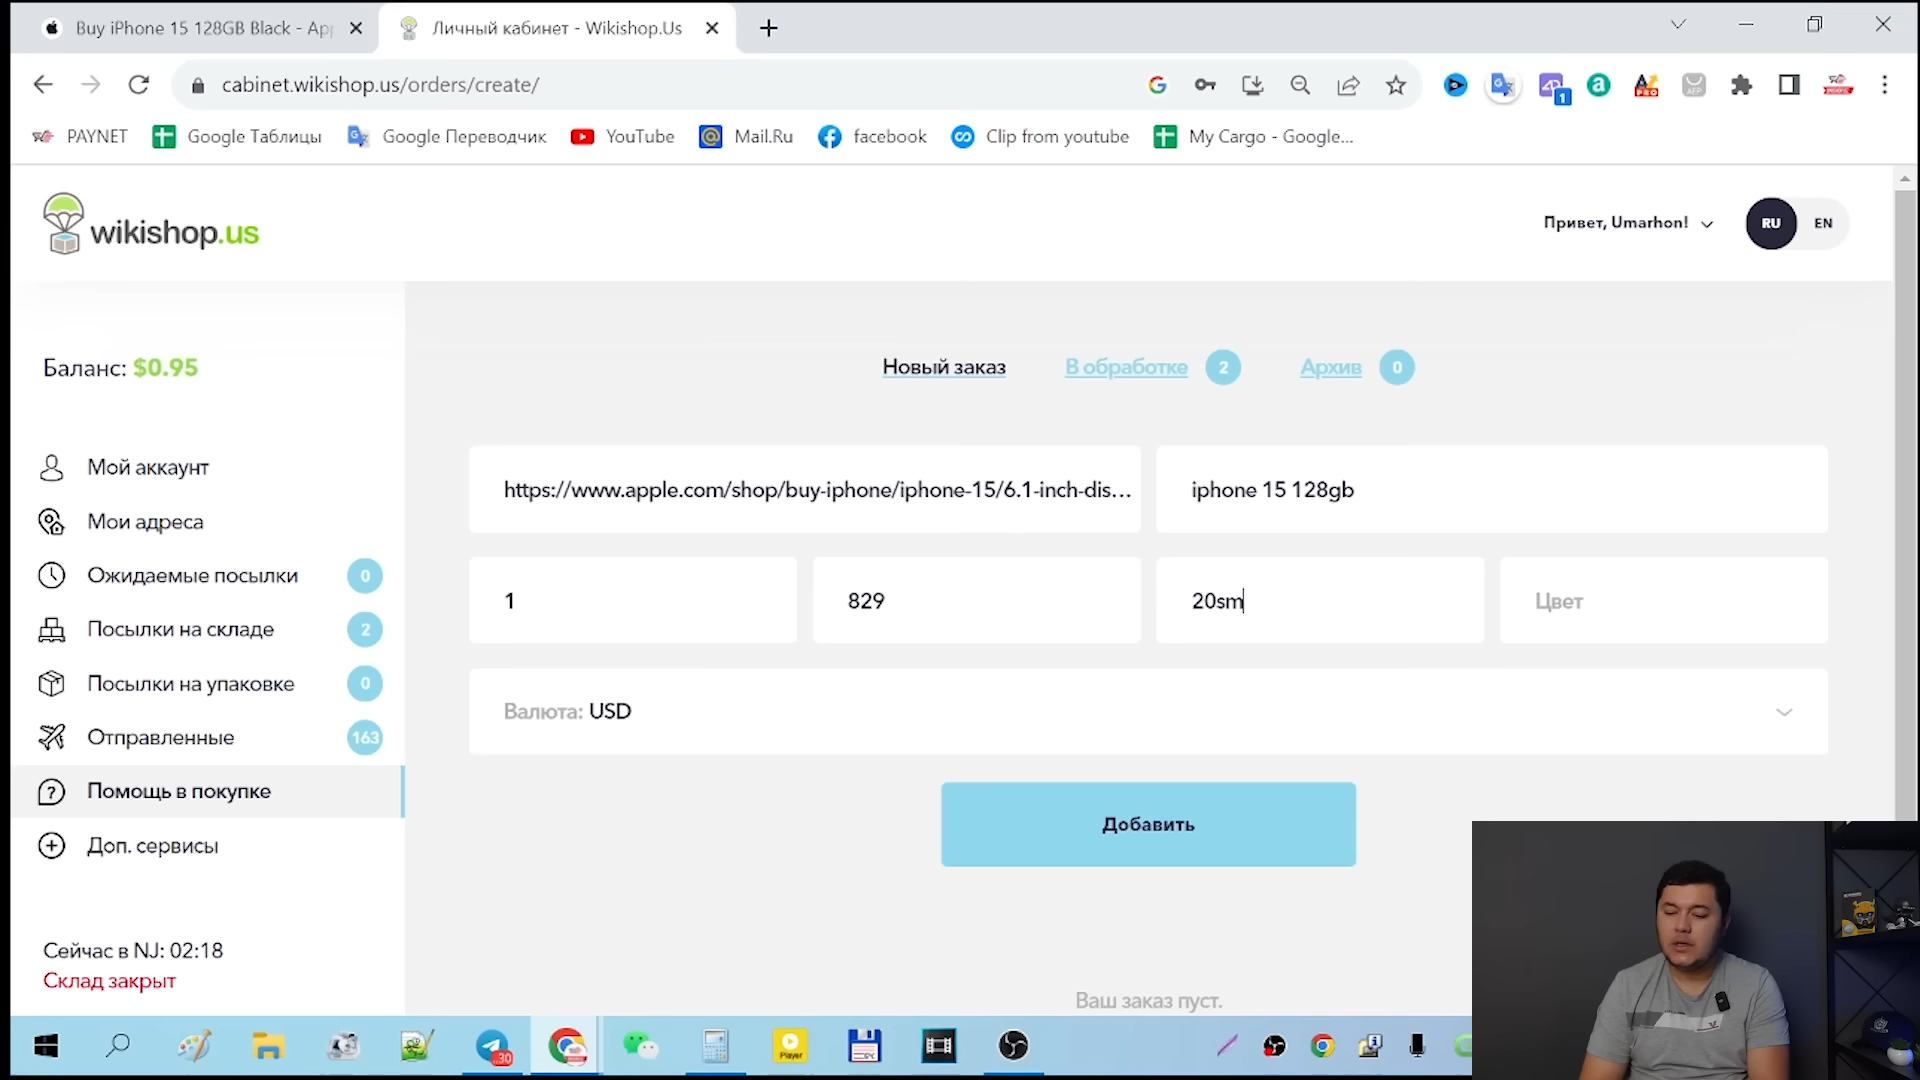 Buy iPhone 15 128GB Black - App
Личный кабинет - Wikishop.Us
cabinet.wikishop.us/orders/create/
1
PAYNET
Google Таблицы
Google Переводчик
YouTube
Mail.Ru
facebook
Clip from youtube
My Cargo - Google...
wikishop.us
Привет, Umarhon!
RU
EN
Баланс: $0.95
Новый заказ
В обработке
2
Архив
0
https://www.apple.com/shop/buy-iphone/iphone-15/6.1-inch-dis...
iphone 15 128gb
1
829
20sm
Цвет
Валюта: USD
Добавить
Ваш заказ пуст.
Мой аккаунт
Мои адреса
Ожидаемые посылки
0
Посылки на складе
2
Посылки на упаковке
0
Отправленные
163
Помощь в покупке
Доп. сервисы
Сейчас в NJ: 02:18
Склад закрыт
30
Player